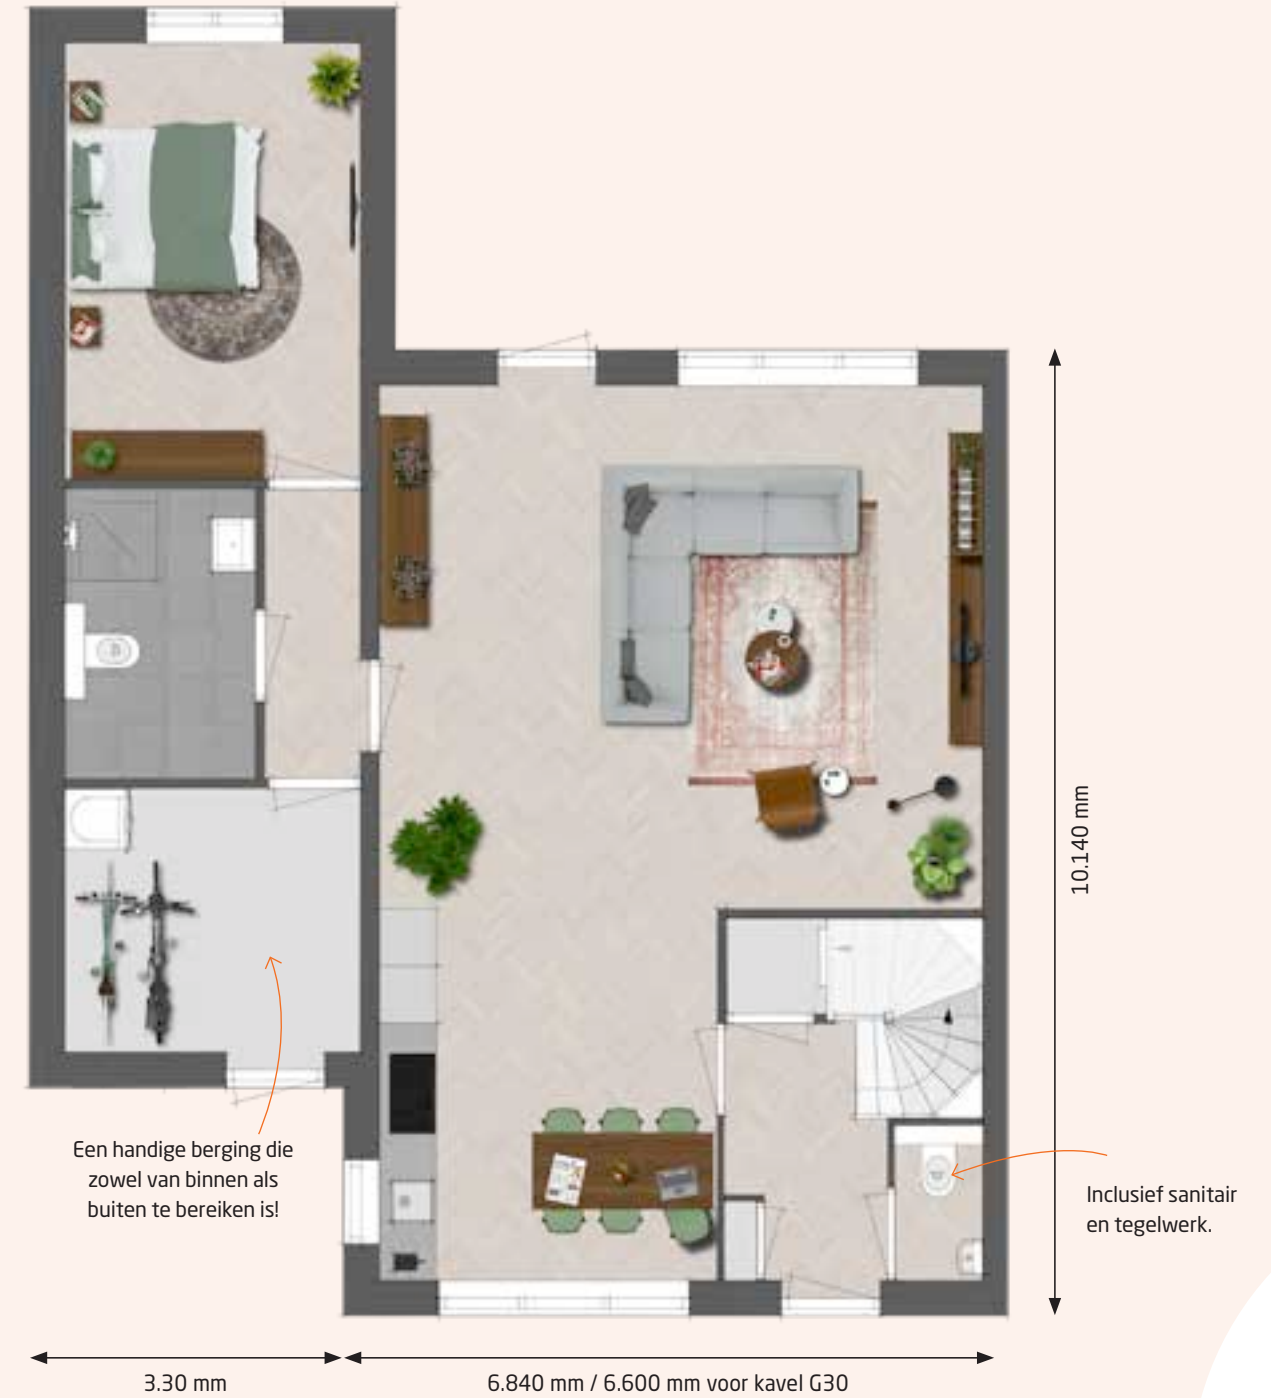 10.140 mm
Een handige berging die
zowel van binnen als
buiten te bereiken is!
Inclusief sanitair
en tegelwerk.
3.30 mm
6.840 mm / 6.600 mm voor kavel G30